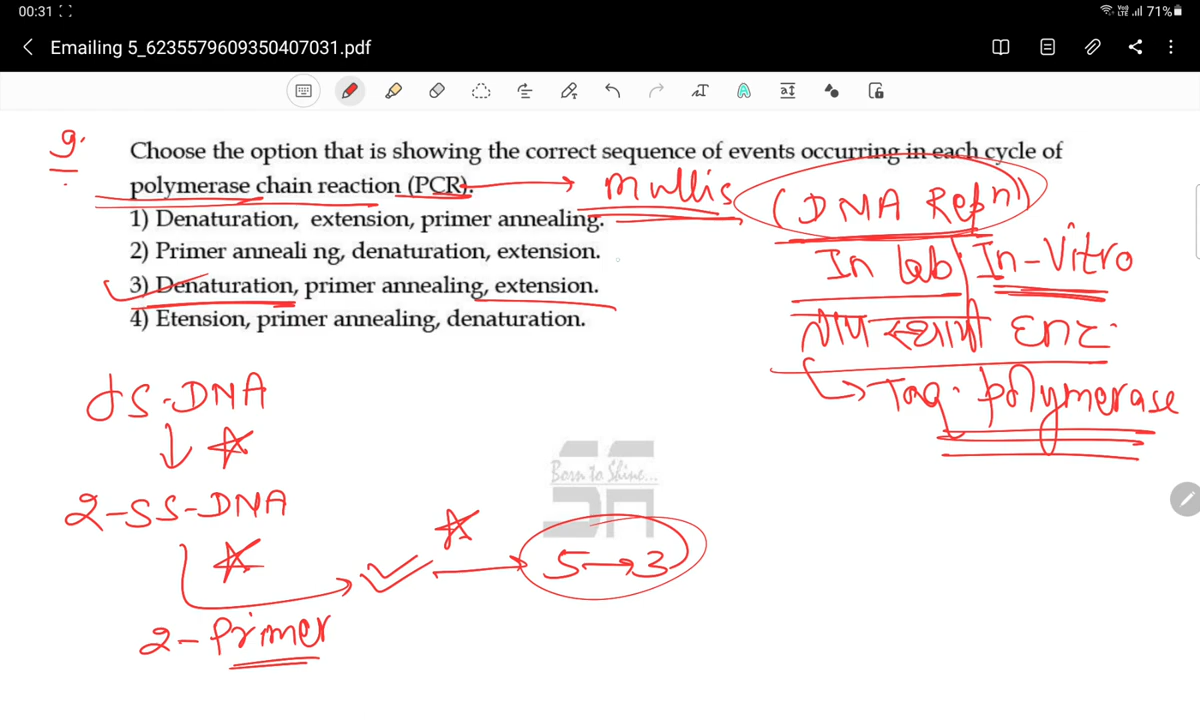 00:31
Vo)) LTE 71%
Emailing 5_6235579609350407031.pdf
9.
Choose the option that is showing the correct sequence of events occurring in each cycle of
polymerase chain reaction (PCR). → mullis (DNA Repn)
1) Denaturation, extension, primer annealing.
2) Primer anneali ng, denaturation, extension.
3) Denaturation, primer annealing, extension.
4) Etension, primer annealing, denaturation.
In lab In-vitro
ताप स्थायी enz.
↳ Taq. polymerase
ds-DNA
↓
2-SS-DNA
Born to Shine...
5→3
2-Primer